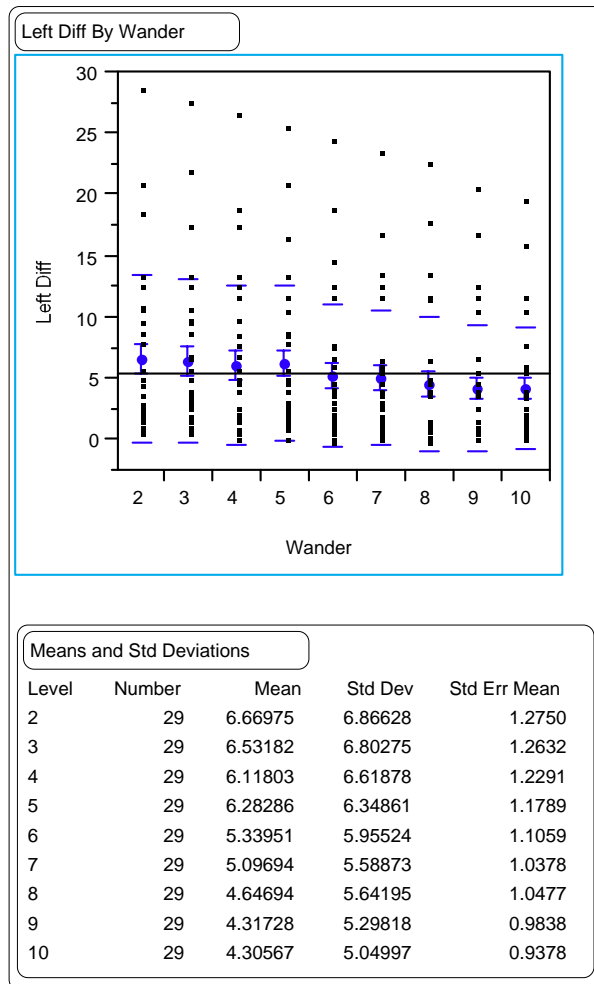 Left Diff By Wander
30
25
20
15
10
5
0
Left Diff
2 3 4 5 6 7 8 9 10
Wander
Means and Std Deviations
Level Number Mean Std Dev Std Err Mean
2 29 6.66975 6.86628 1.2750
3 29 6.53182 6.80275 1.2632
4 29 6.11803 6.61878 1.2291
5 29 6.28286 6.34861 1.1789
6 29 5.33951 5.95524 1.1059
7 29 5.09694 5.58873 1.0378
8 29 4.64694 5.64195 1.0477
9 29 4.31728 5.29818 0.9838
10 29 4.30567 5.04997 0.9378